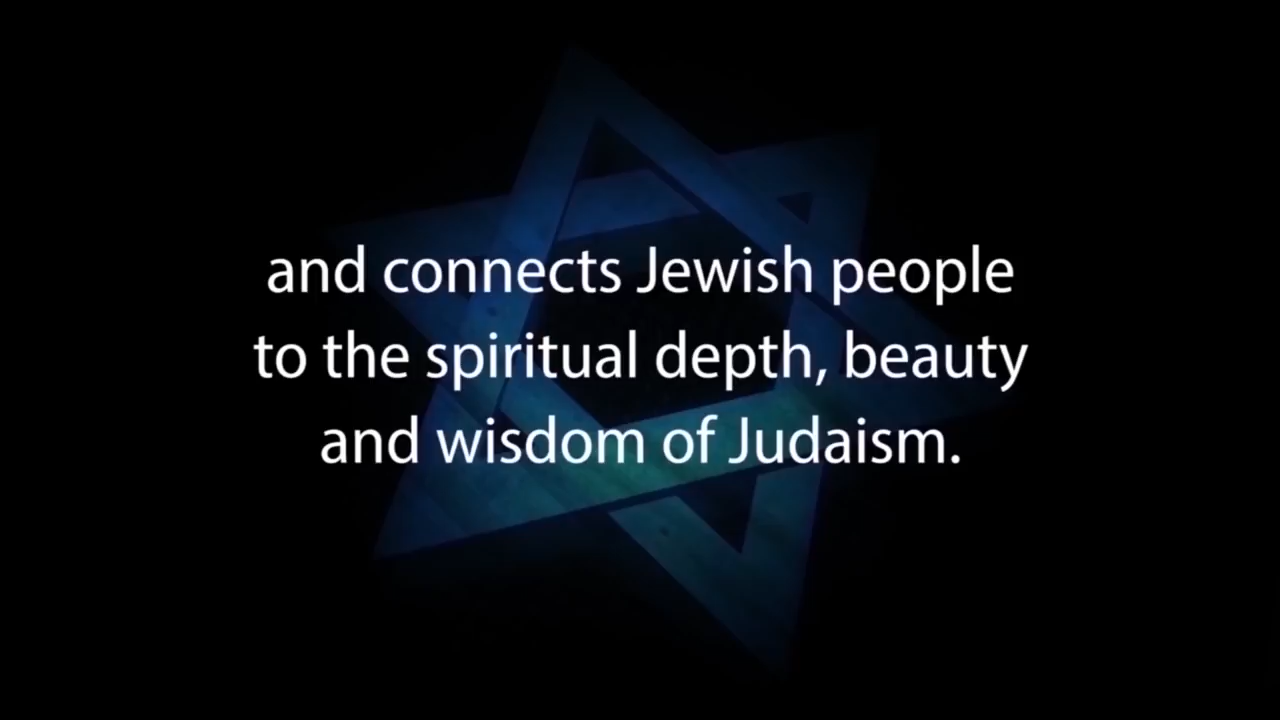 and connects Jewish people
to the spiritual depth, beauty
and wisdom of Judaism.